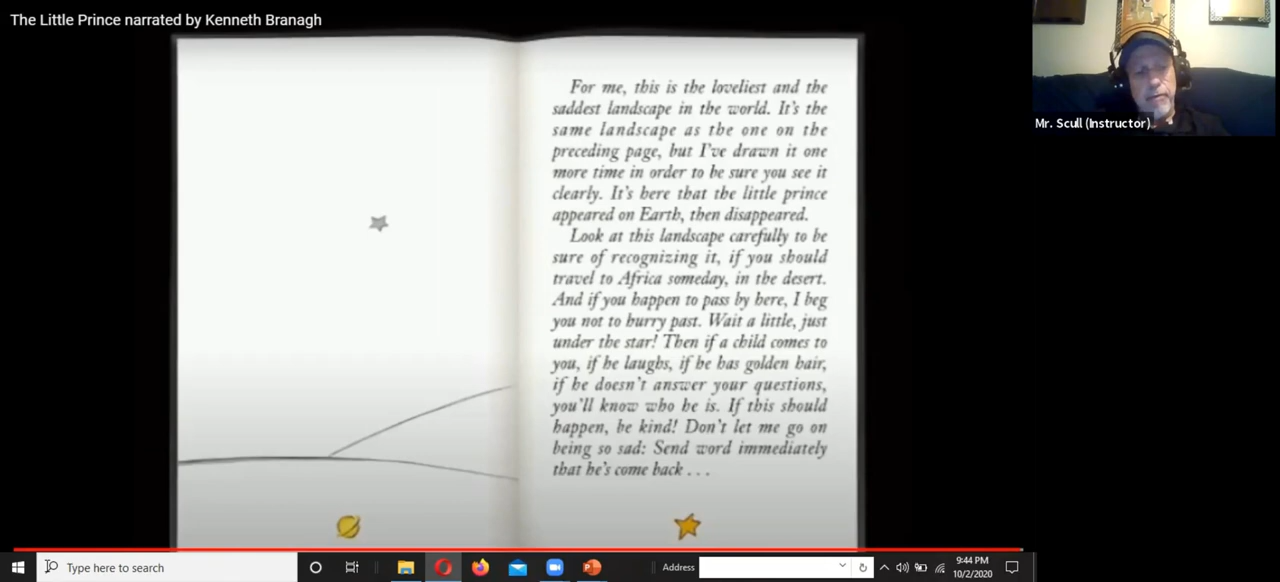 The Little Prince narrated by Kenneth Branagh
For me, this is the loveliest and the
saddest landscape in the world. It's the
same landscape as the one on the
preceding page, but I've drawn it one
more time in order to be sure you see it
clearly. It's here that the little prince
appeared on Earth, then disappeared.
Look at this landscape carefully to be
sure of recognizing it, if you should
travel to Africa someday, in the desert.
And if you happen to pass by here, I beg
you not to hurry past. Wait a little, just
under the star! Then if a child comes to
you, if he laughs, if he has golden hair,
if he doesn't answer your questions,
you'll know who he is. If this should
happen, be kind! Don't let me go on
being so sad: Send word immediately
that he's come back . . .
Mr. Scull (Instructor)
Type here to search
Address
9:44 PM
10/2/2020